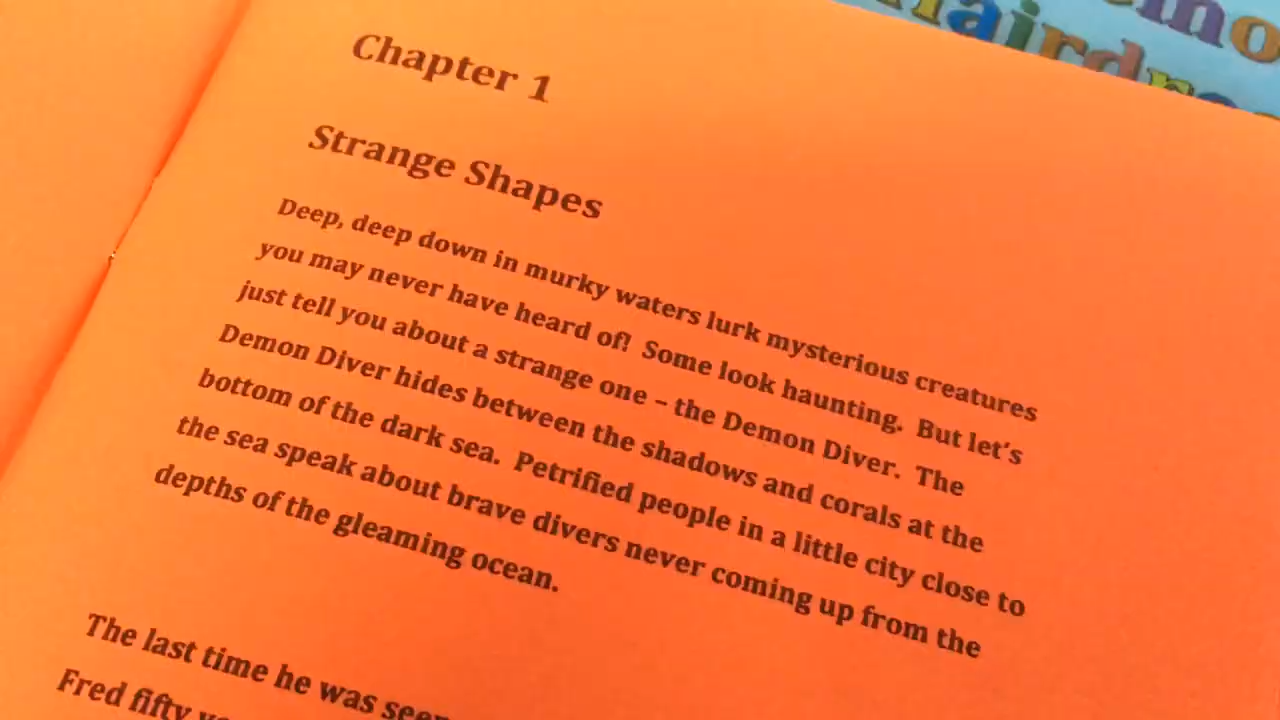 Chapter 1
Strange Shapes
Deep, deep down in murky waters lurk mysterious creatures
you may never have heard of!  Some look haunting.  But let's
just tell you about a strange one – the Demon Diver.  The
Demon Diver hides between the shadows and corals at the
bottom of the dark sea.  Petrified people in a little city close to
the sea speak about brave divers never coming up from the
depths of the gleaming ocean.
The last time he was seen
Fred fifty